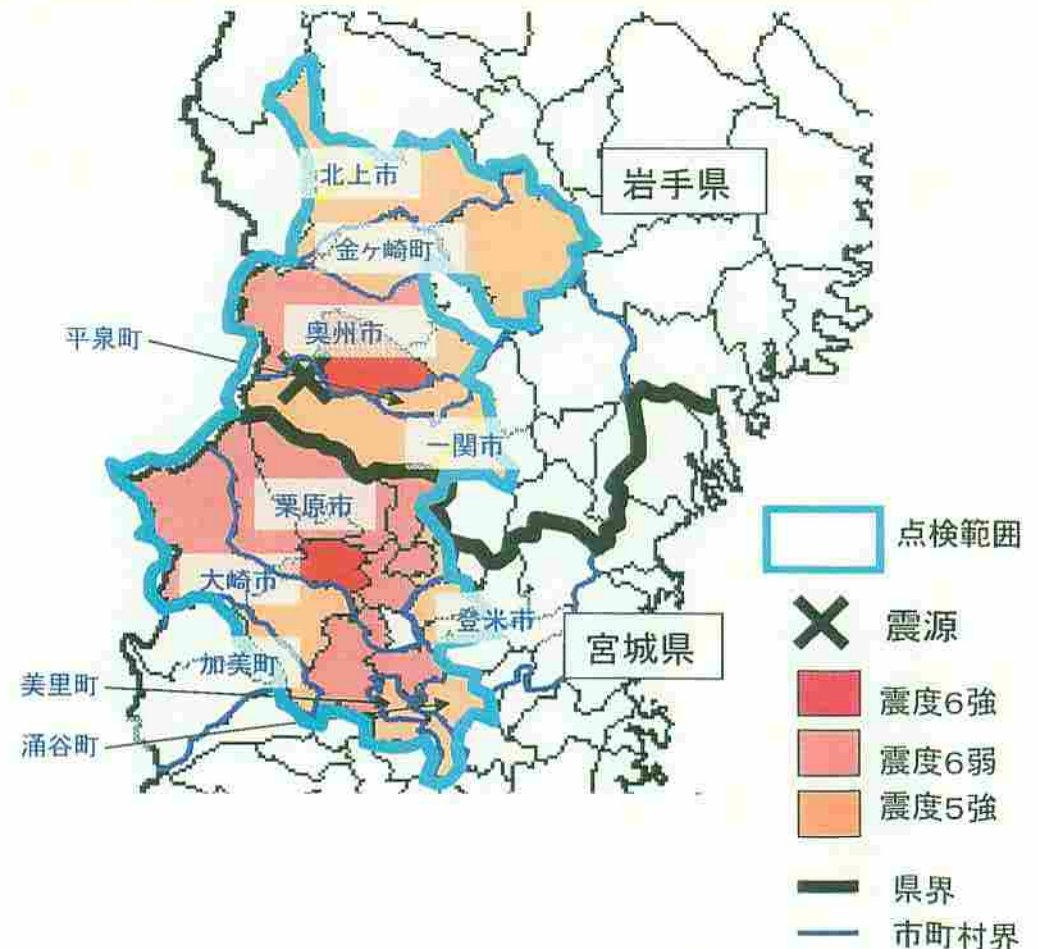 北上市
岩手県
金ヶ崎町
平泉町
奥州市
一関市
栗原市
点検範囲
大崎市
登米市
震源
宮城県
加美町
美里町
震度6強
涌谷町
震度6弱
震度5強
県界
市町村界